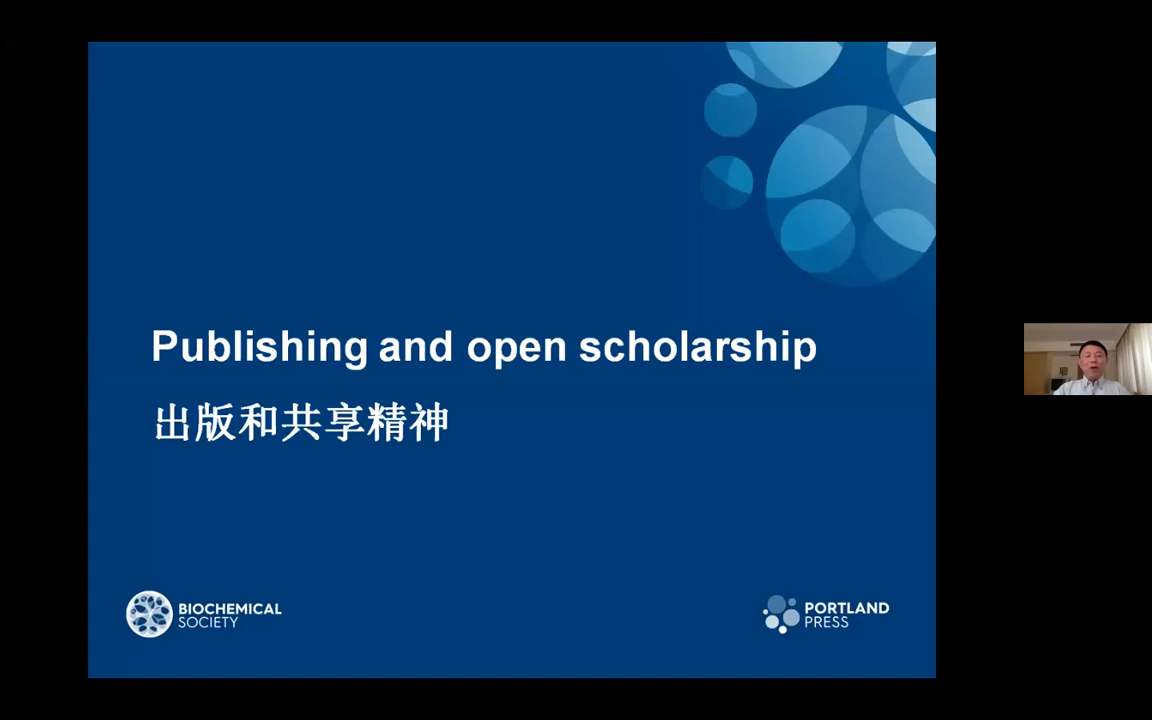 Publishing and open scholarship
出版和共享精神
BIOCHEMICAL
SOCIETY
PORTLAND
PRESS